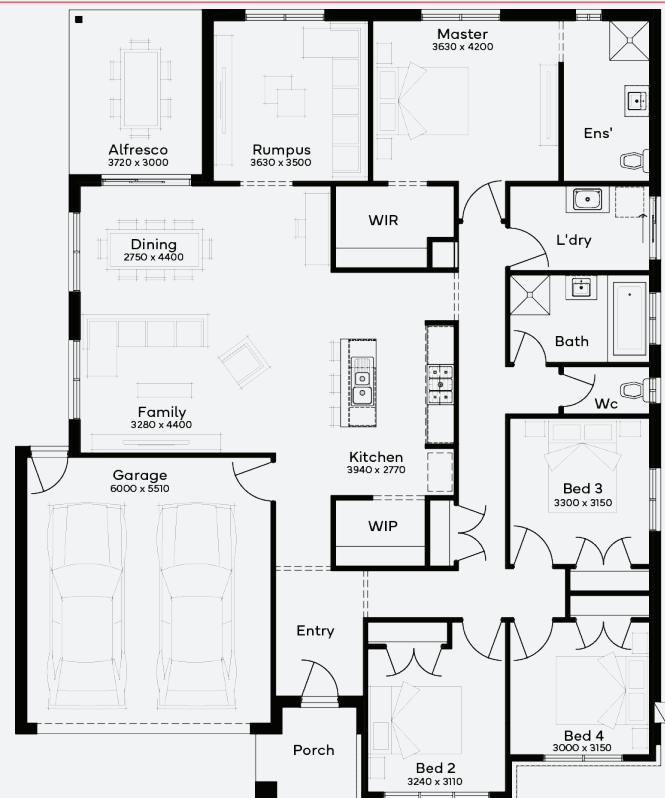 Master
3630 x 4200
Ens'
Alfresco
3720 x 3000
Rumpus
3630 x 3500
WIR
L'dry
Dining
2750 x 4400
Bath
Family
3280 x 4400
Wc
Kitchen
3940 x 2770
Garage
6000 x 5510
Bed 3
3300 x 3150
WIP
Entry
Porch
Bed 4
3000 x 3150
Bed 2
3240 x 3110